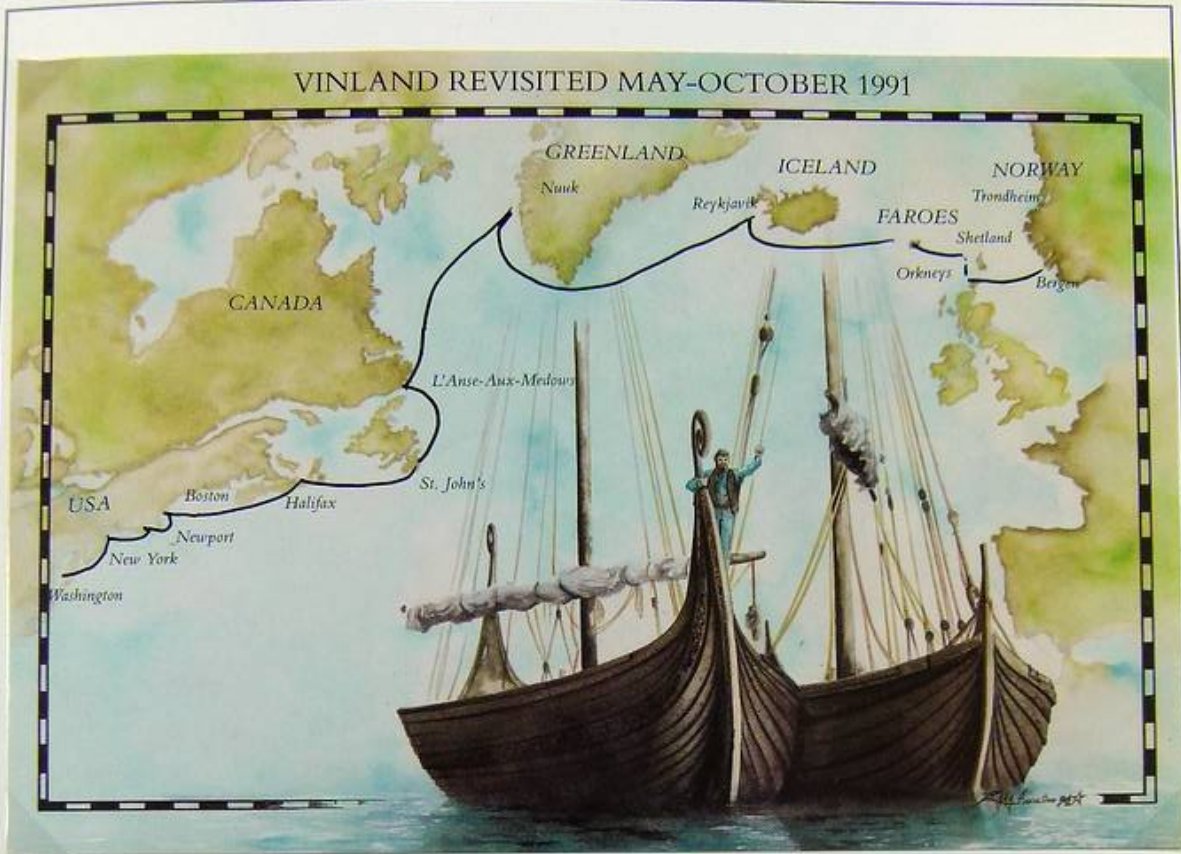 VINLAND REVISITED MAY-OCTOBER 1991
GREENLAND
ICELAND
NORWAY
Nuuk
Reykjavik
Trondheim
FAROES
Shetland
Orkneys
Bergen
CANADA
L'Anse-Aux-Medows
St. John's
USA
Boston
Halifax
Newport
New York
Washington